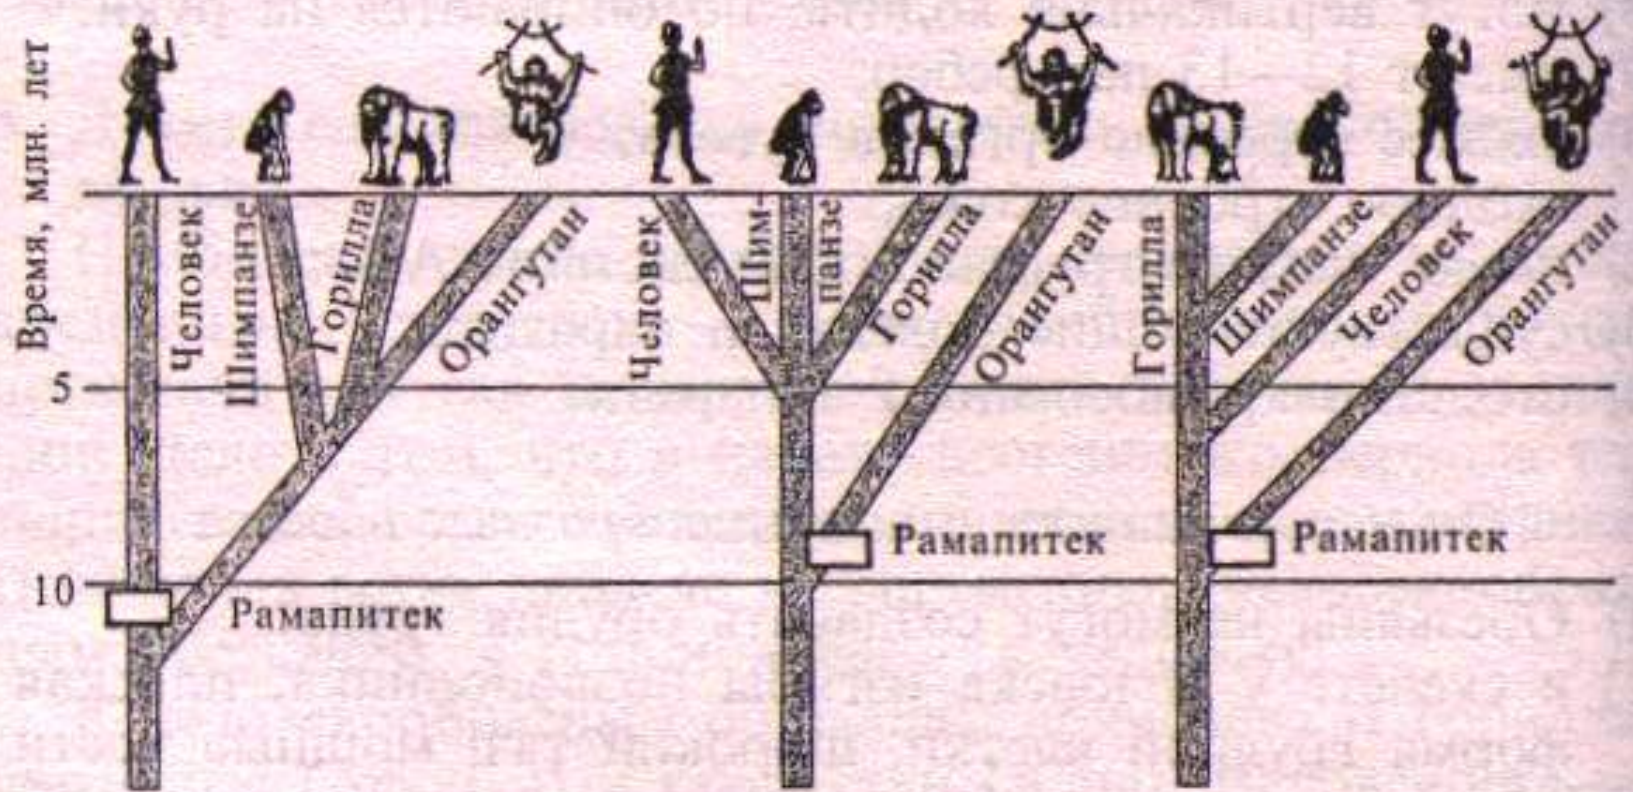 Время, млн. лет
5
10
Человек
Шимпанзе
Горилла
Орангутан
Рамапитек
Человек
Шим-
панзе
Горилла
Орангутан
Рамапитек
Горилла
Шимпанзе
Человек
Орангутан
Рамапитек